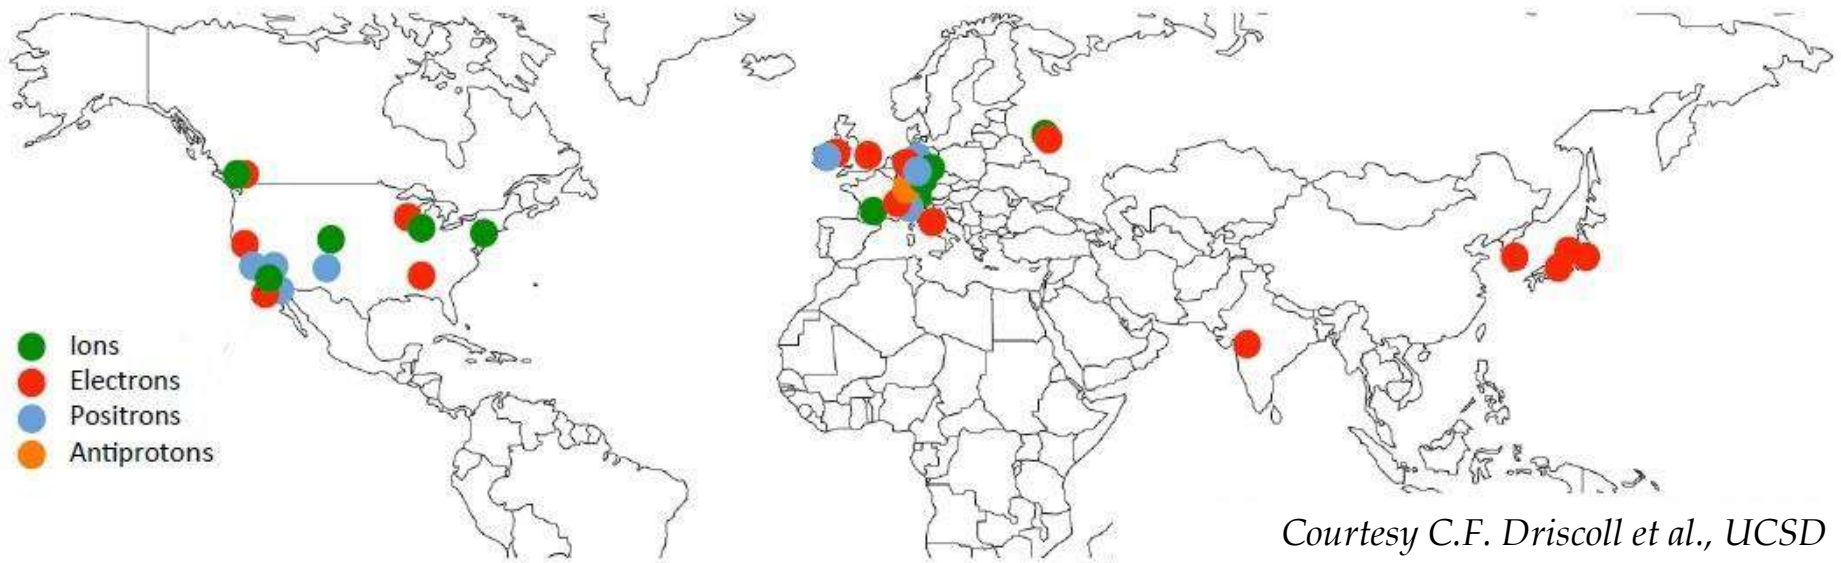 Ions
Electrons
Positrons
Antiprotons
Courtesy C.F. Driscoll et al., UCSD